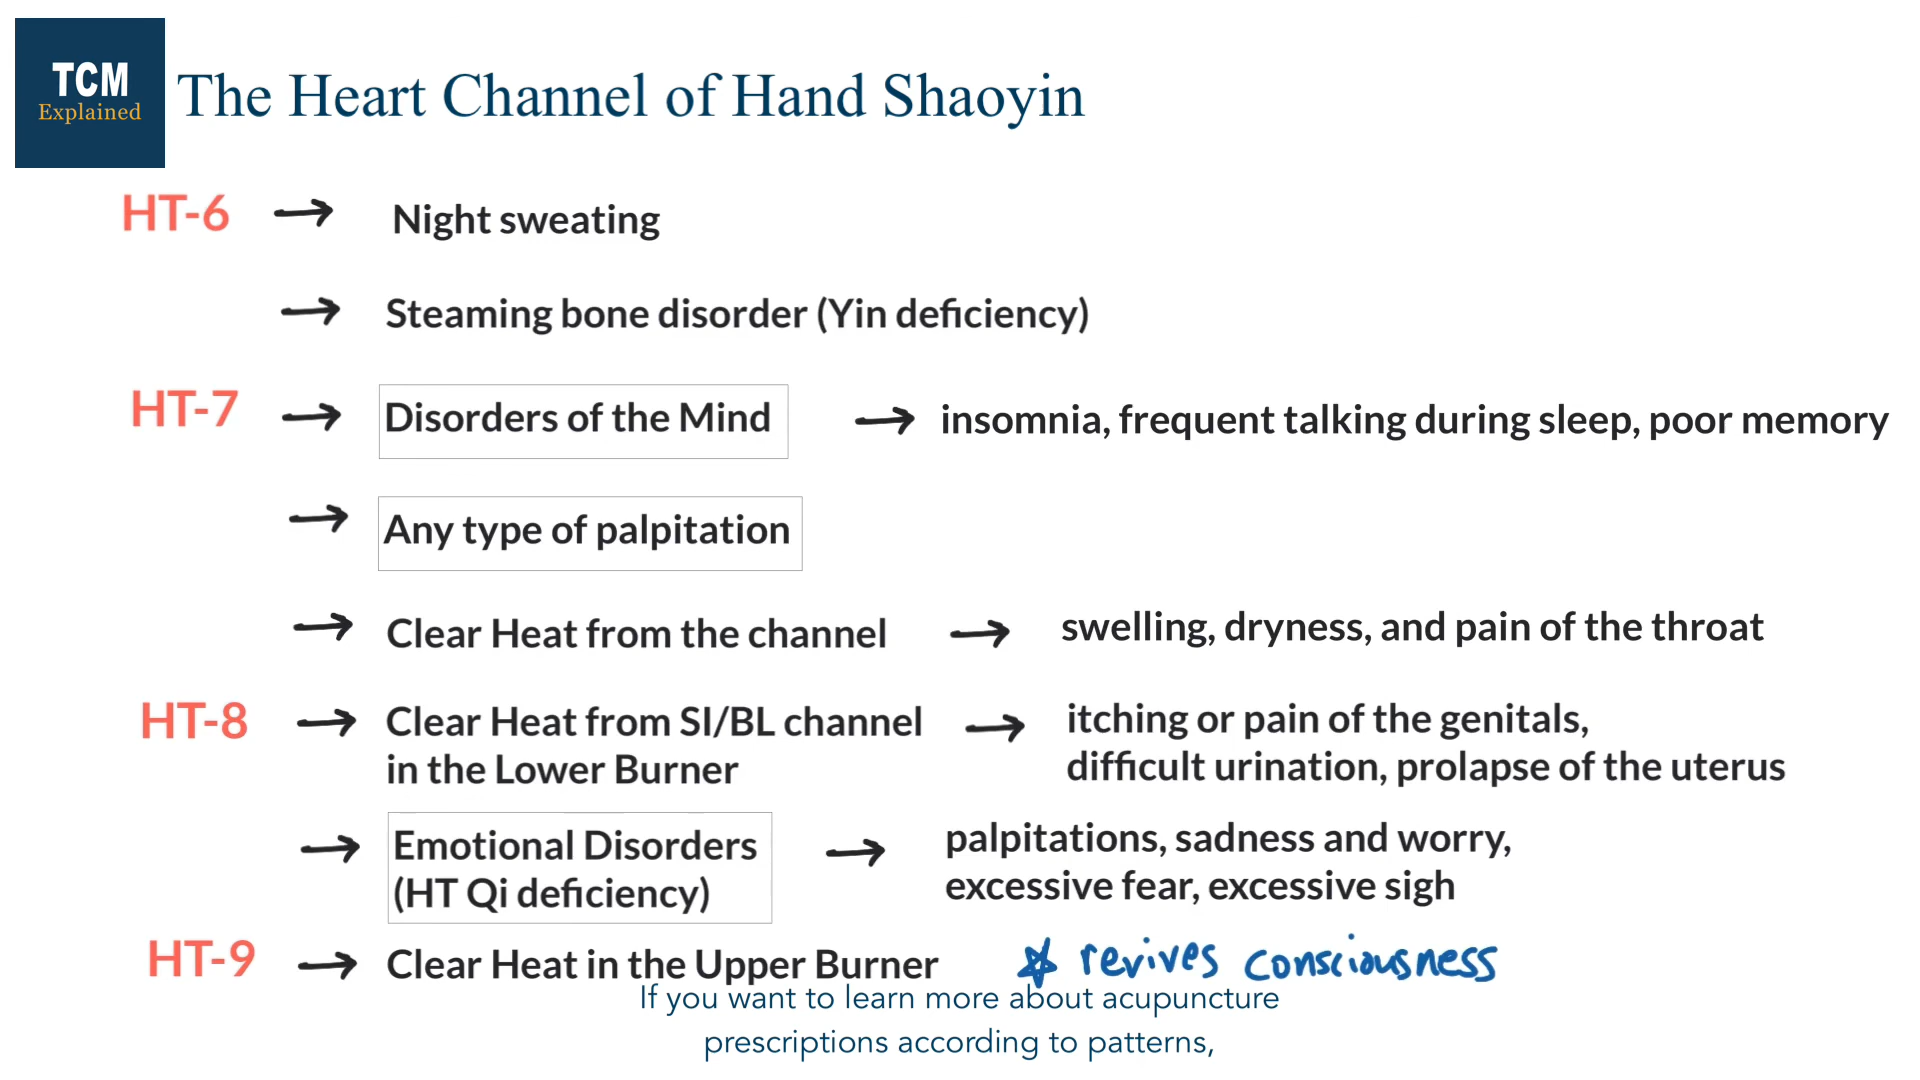 TCM
Explained
The Heart Channel of Hand Shaoyin
HT-6 → Night sweating
→ Steaming bone disorder (Yin deficiency)
HT-7 → Disorders of the Mind → insomnia, frequent talking during sleep, poor memory
→ Any type of palpitation
→ Clear Heat from the channel → swelling, dryness, and pain of the throat
HT-8 → Clear Heat from SI/BL channel → itching or pain of the genitals,
in the Lower Burner difficult urination, prolapse of the uterus
→ Emotional Disorders → palpitations, sadness and worry,
(HT Qi deficiency) excessive fear, excessive sigh
HT-9 → Clear Heat in the Upper Burner ☆ revives consciousness
If you want to learn more about acupuncture
prescriptions according to patterns,